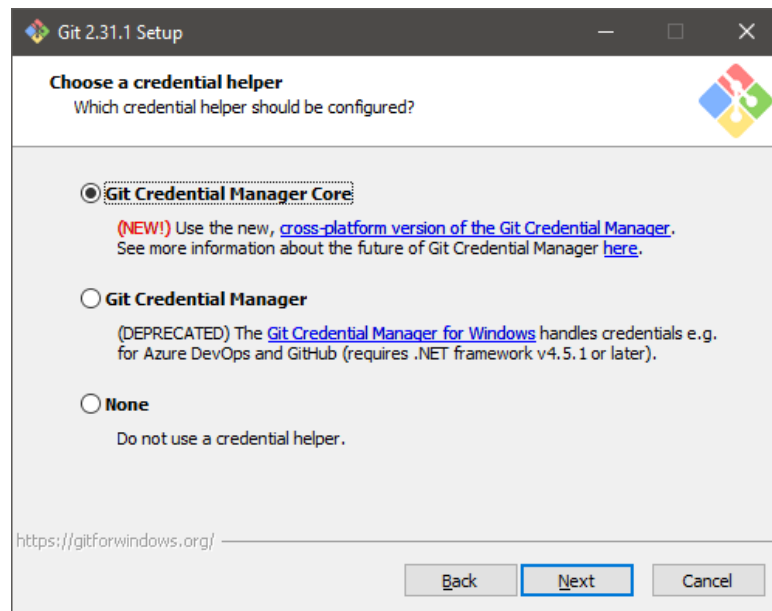 Git 2.31.1 Setup
Choose a credential helper
Which credential helper should be configured?
Git Credential Manager Core
(NEW!) Use the new, cross-platform version of the Git Credential Manager.
See more information about the future of Git Credential Manager here.
Git Credential Manager
(DEPRECATED) The Git Credential Manager for Windows handles credentials e.g.
for Azure DevOps and GitHub (requires .NET framework v4.5.1 or later).
None
Do not use a credential helper.
https://gitforwindows.org/
Back Next Cancel